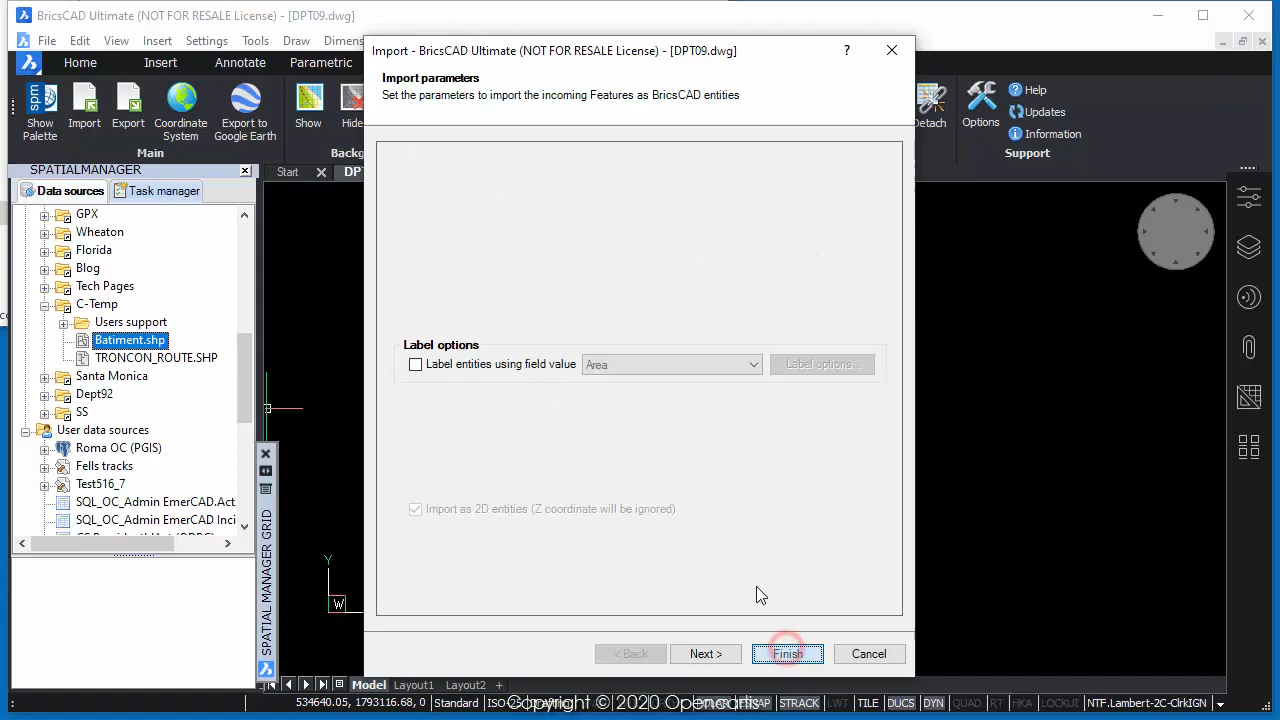 BricsCAD Ultimate (NOT FOR RESALE License) - [DPT09.dwg]
File Edit View Insert Settings Tools Draw Dimens
Home Insert Annotate Parametric
Show Palette
Import
Export
Coordinate System
Export to Google Earth
Show
Hide
Detach
Options
Help
Updates
Information
Main
Backg
Support
SPATIALMANAGER
Start
DP
Data sources
Task manager
GPX
Wheaton
Florida
Blog
Tech Pages
C-Temp
Users support
Batiment.shp
TRONCON_ROUTE.SHP
Santa Monica
Dept92
SS
User data sources
Roma OC (PGIS)
Fells tracks
Test516_7
SQL_OC_Admin EmerCAD.Act
SQL_OC_Admin EmerCAD Inci
SPATIAL MANAGER GRID
Y
W
Import - BricsCAD Ultimate (NOT FOR RESALE License) - [DPT09.dwg]
?
Import parameters
Set the parameters to import the incoming Features as BricsCAD entities
Label options
Label entities using field value
Area
Label options...
Import as 2D entities (Z coordinate will be ignored)
< Back
Next >
Finish
Cancel
Model Layout1 Layout2 +
:
534640.05, 1793116.68, 0 Standard
STRACK LWT TILE DUCS DYN QUAD RT HKA LOCKUI NTF.Lambert-2C-ClrkIGN
Copyright © 2020 Opencartis